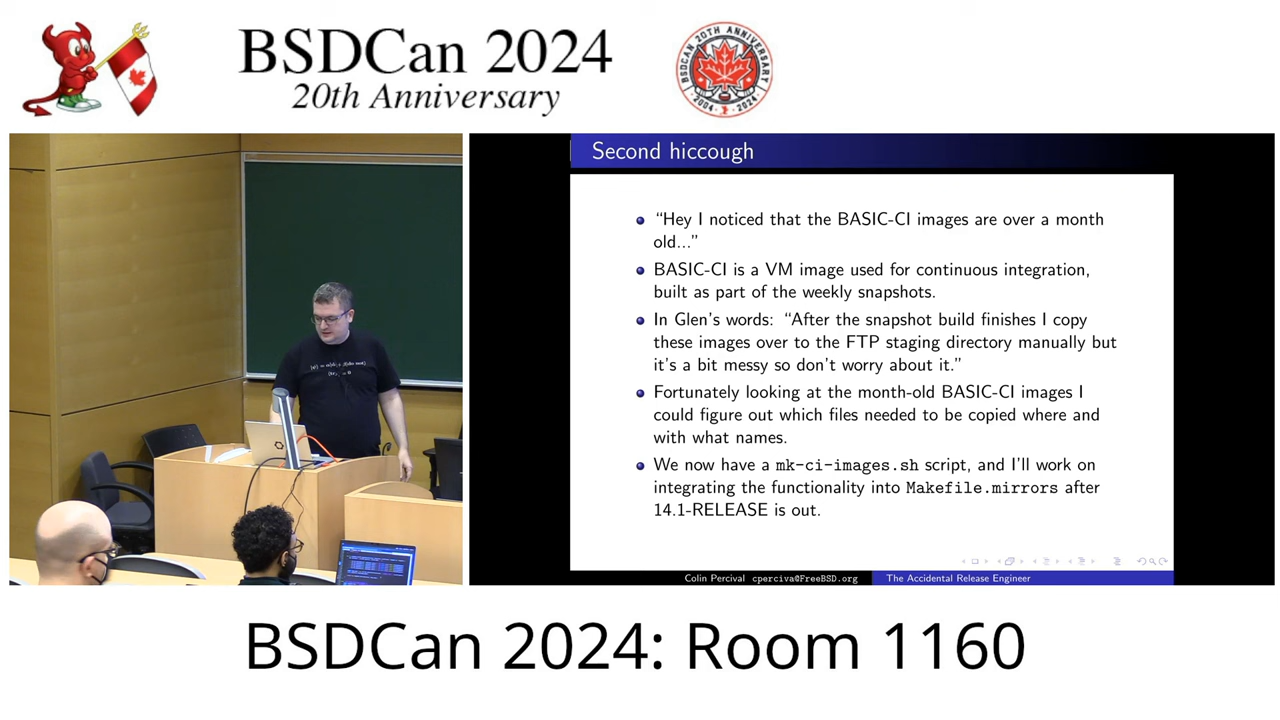 BSDCan 2024
20th Anniversary
BSDCAN 20TH ANNIVERSARY
2004 - 2024
Second hiccough
“Hey I noticed that the BASIC-CI images are over a month
old...”
BASIC-CI is a VM image used for continuous integration,
built as part of the weekly snapshots.
In Glen's words: “After the snapshot build finishes I copy
these images over to the FTP staging directory manually but
it's a bit messy so don't worry about it.”
Fortunately looking at the month-old BASIC-CI images I
could figure out which files needed to be copied where and
with what names.
We now have a mk-ci-images.sh script, and I'll work on
integrating the functionality into Makefile.mirrors after
14.1-RELEASE is out.
Colin Percival cperciva@FreeBSD.org
The Accidental Release Engineer
BSDCan 2024: Room 1160